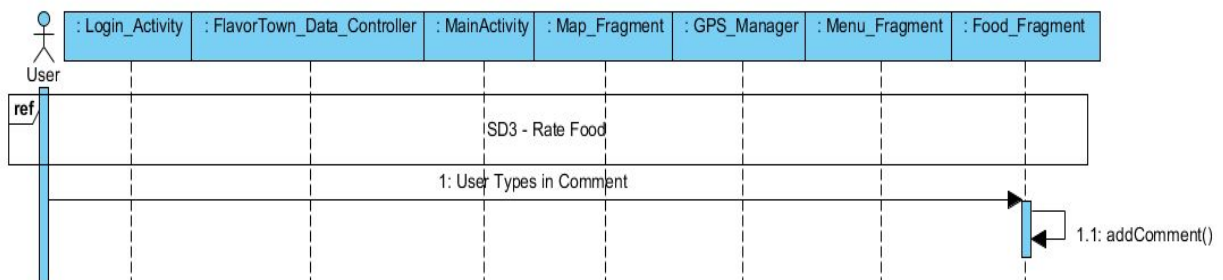 : Login_Activity
: FlavorTown_Data_Controller
: MainActivity
: Map_Fragment
: GPS_Manager
: Menu_Fragment
: Food_Fragment
User
ref
SD3 - Rate Food
1: User Types in Comment
1.1: addComment()